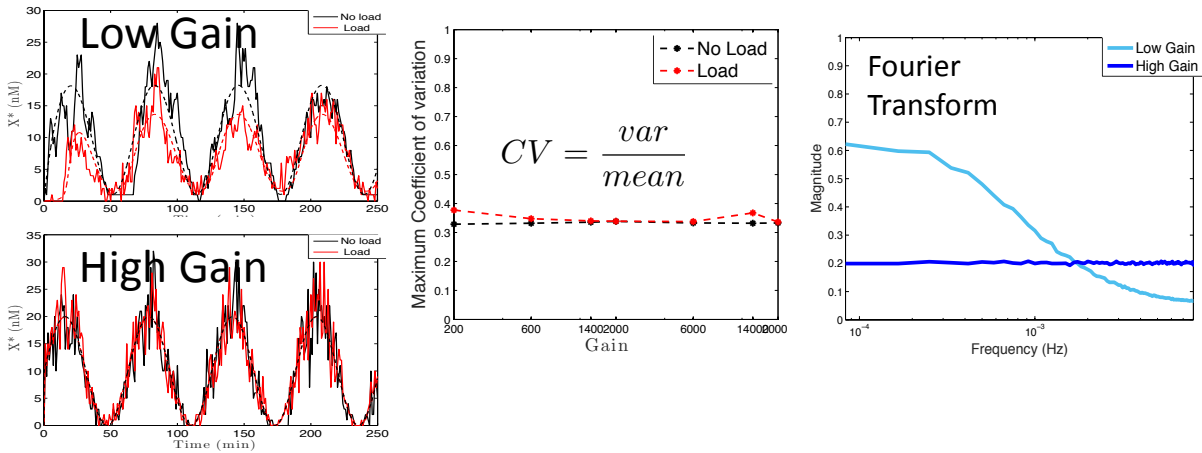 Low Gain
No load
Load
X* (nM)
30
25
20
15
10
5
0
0 50 100 150 200 250
Time (min)
High Gain
No load
Load
X* (nM)
35
30
25
20
15
10
5
0
0 50 100 150 200 250
Time (min)
No Load
Load
Maximum Coefficient of variation
1
0.9
0.8
0.7
0.6
0.5
0.4
0.3
0.2
0.1
0
CV = var / mean
200 600 1400 2000 6000 14000
Gain
Low Gain
High Gain
Fourier
Transform
Magnitude
1
0.8
0.6
0.5
0.4
0.3
0.2
0.1
0
10⁻⁴ 10⁻³
Frequency (Hz)